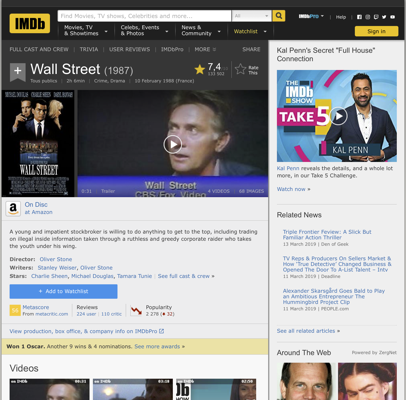 IMDb
Find Movies, TV shows, Celebrities and more...
All
IMDbPro
Help
Movies, TV & Showtimes
Celebs, Events & Photos
News & Community
Watchlist
Sign in
FULL CAST AND CREW | TRIVIA | USER REVIEWS | IMDbPro | MORE
SHARE
Wall Street (1987)
7,4
Rate This
Tous publics | 2h 6min | Crime, Drama | 10 February 1988 (France)
WALL STREET
0:31 | Trailer
Wall Street
CBS Fox Video
4 VIDEOS | 68 IMAGES
On Disc
at Amazon
A young and impatient stockbroker is willing to do anything to get to the top, including trading
on illegal inside information taken through a ruthless and greedy corporate raider who takes
the youth under his wing.
Director: Oliver Stone
Writers: Stanley Weiser, Oliver Stone
Stars: Charlie Sheen, Michael Douglas, Tamara Tunie | See full cast & crew »
+ Add to Watchlist
Metascore
From metacritic.com
Reviews
224 user | 110 critic
Popularity
2 278 ( 32)
View production, box office, & company info on IMDbPro
Won 1 Oscar. Another 9 wins & 4 nominations. See more awards »
Videos
Kal Penn's Secret "Full House"
Connection
THE IMDb SHOW
TAKE 5
KAL PENN
Kal Penn reveals the details, and a whole lot
more, in our Take 5 Challenge.
Watch now »
Related News
Triple Frontier Review: A Slick But
Familiar Action Thriller
13 March 2019 | Den of Geek
TV Reps & Producers On Sellers Market &
How 'True Detective' Changed Business &
Opened The Door To A-List Talent – Intv
11 March 2019 | Deadline
Alexander Skarsgård Goes Bald to Play
an Ambitious Entrepreneur The
Hummingbird Project Clip
11 March 2019 | PEOPLE.com
See all related articles »
Around The Web
Powered by ZergNet